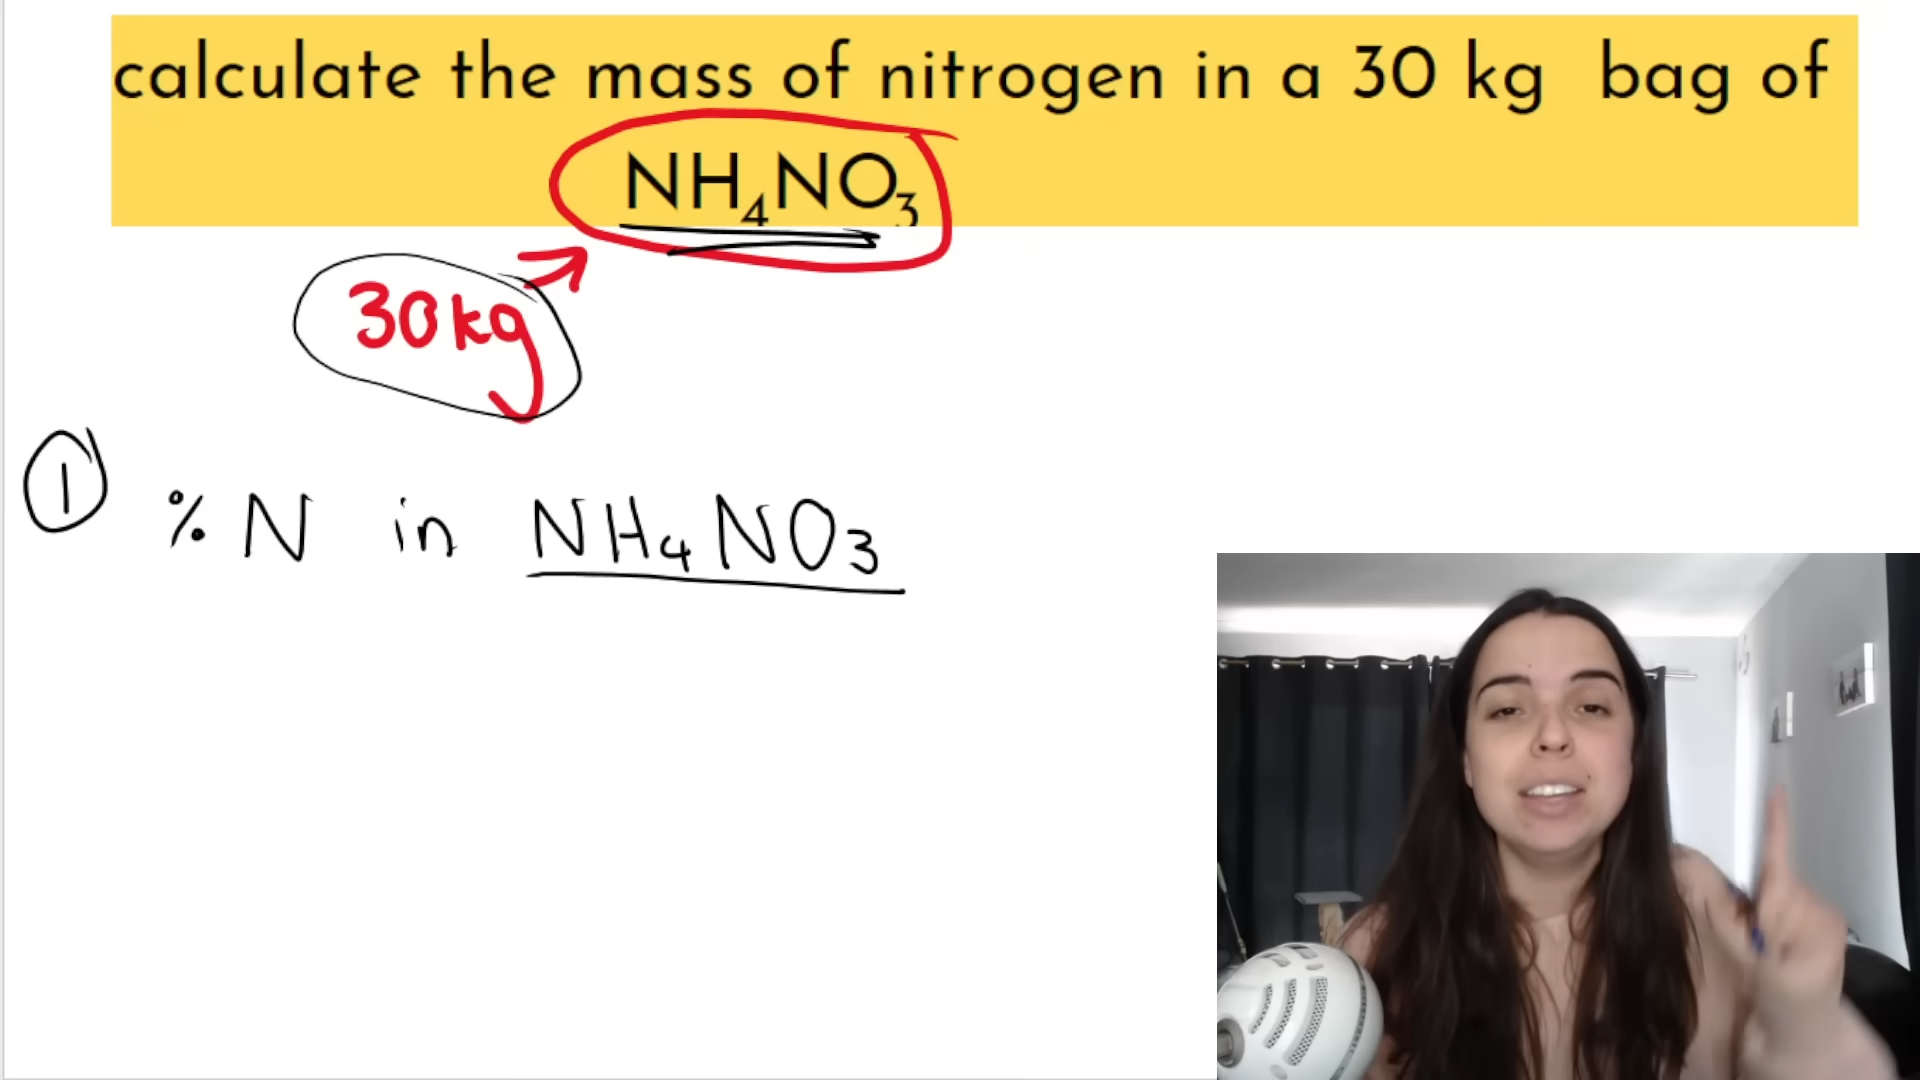 calculate the mass of nitrogen in a 30 kg bag of
NH₄NO₃
30kg
① % N in NH₄NO₃